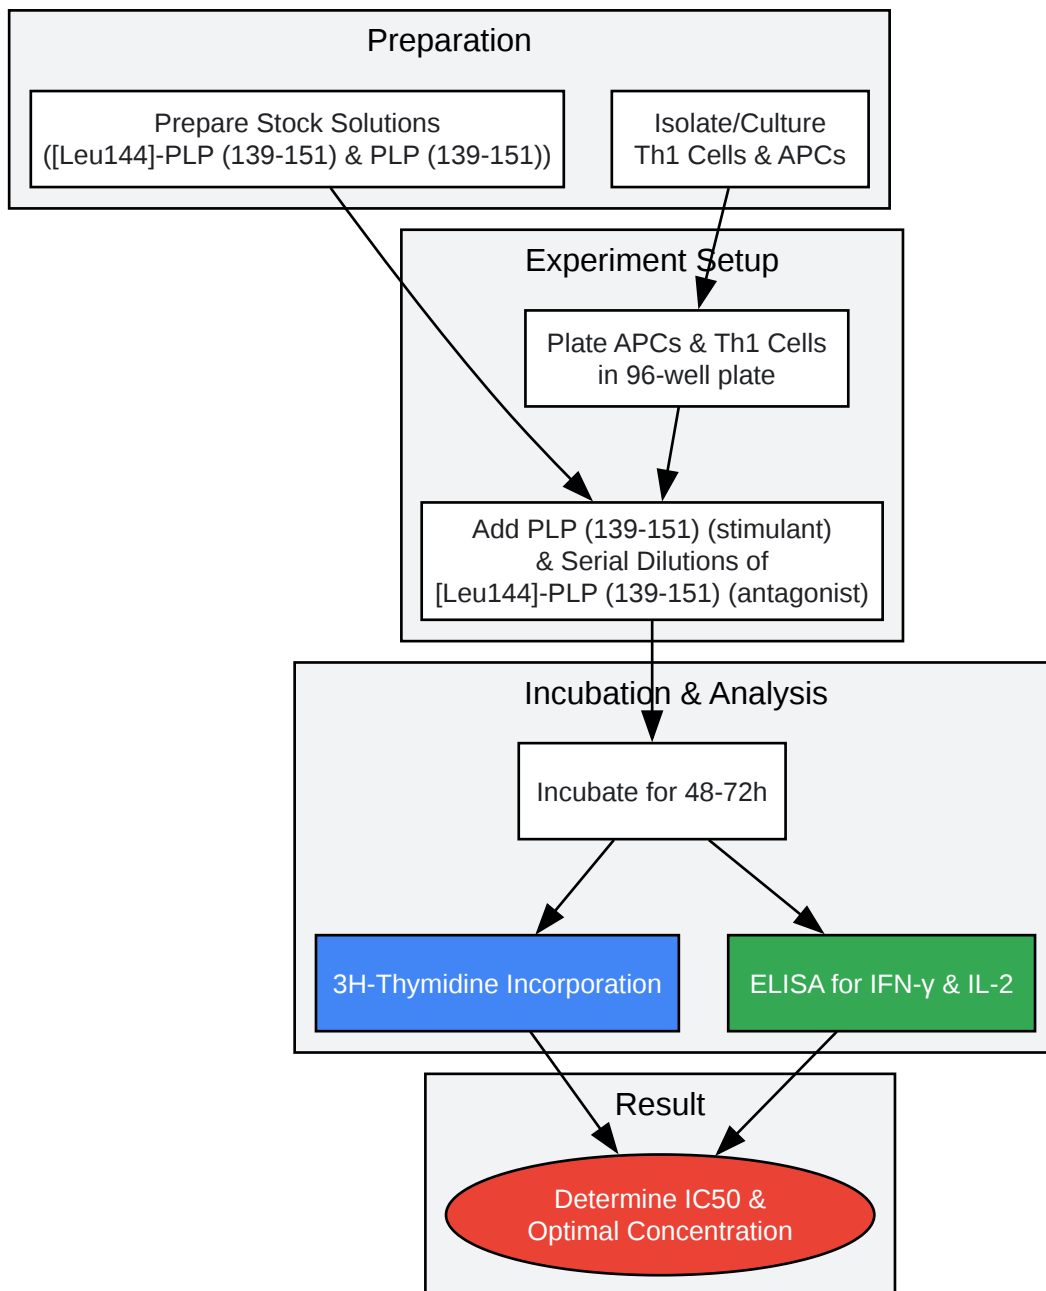 Preparation
Prepare Stock Solutions
([Leu144]-PLP (139-151) & PLP (139-151))
Isolate/Culture
Th1 Cells & APCs
Experiment Setup
Plate APCs & Th1 Cells
in 96-well plate
Add PLP (139-151) (stimulant)
& Serial Dilutions of
[Leu144]-PLP (139-151) (antagonist)
Incubation & Analysis
Incubate for 48-72h
3H-Thymidine Incorporation
ELISA for IFN-γ & IL-2
Result
Determine IC50 &
Optimal Concentration